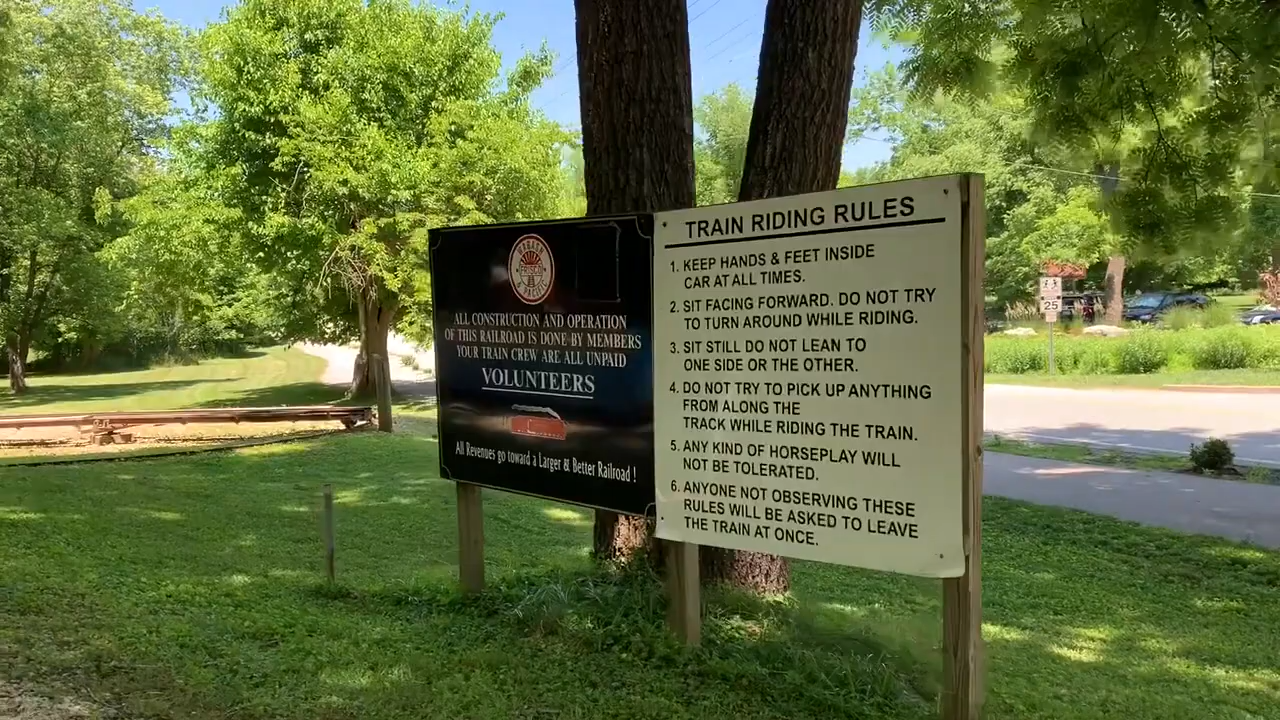 WABASH
FRISCO
& PACIFIC
ALL CONSTRUCTION AND OPERATION
OF THIS RAILROAD IS DONE BY MEMBERS
YOUR TRAIN CREW ARE ALL UNPAID
VOLUNTEERS
All Revenues go toward a Larger & Better Railroad !
TRAIN RIDING RULES
1. KEEP HANDS & FEET INSIDE
CAR AT ALL TIMES.
2. SIT FACING FORWARD. DO NOT TRY
TO TURN AROUND WHILE RIDING.
3. SIT STILL DO NOT LEAN TO
ONE SIDE OR THE OTHER.
4. DO NOT TRY TO PICK UP ANYTHING
FROM ALONG THE
TRACK WHILE RIDING THE TRAIN.
5. ANY KIND OF HORSEPLAY WILL
NOT BE TOLERATED.
6. ANYONE NOT OBSERVING THESE
RULES WILL BE ASKED TO LEAVE
THE TRAIN AT ONCE.
25